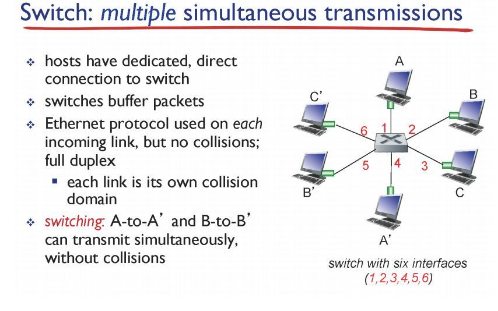 Switch: multiple simultaneous transmissions
hosts have dedicated, direct
connection to switch
switches buffer packets
Ethernet protocol used on each
incoming link, but no collisions;
full duplex
each link is its own collision
domain
switching: A-to-A' and B-to-B'
can transmit simultaneously,
without collisions
A
B
C'
6
1
2
5
4
3
B'
C
A'
switch with six interfaces
(1,2,3,4,5,6)